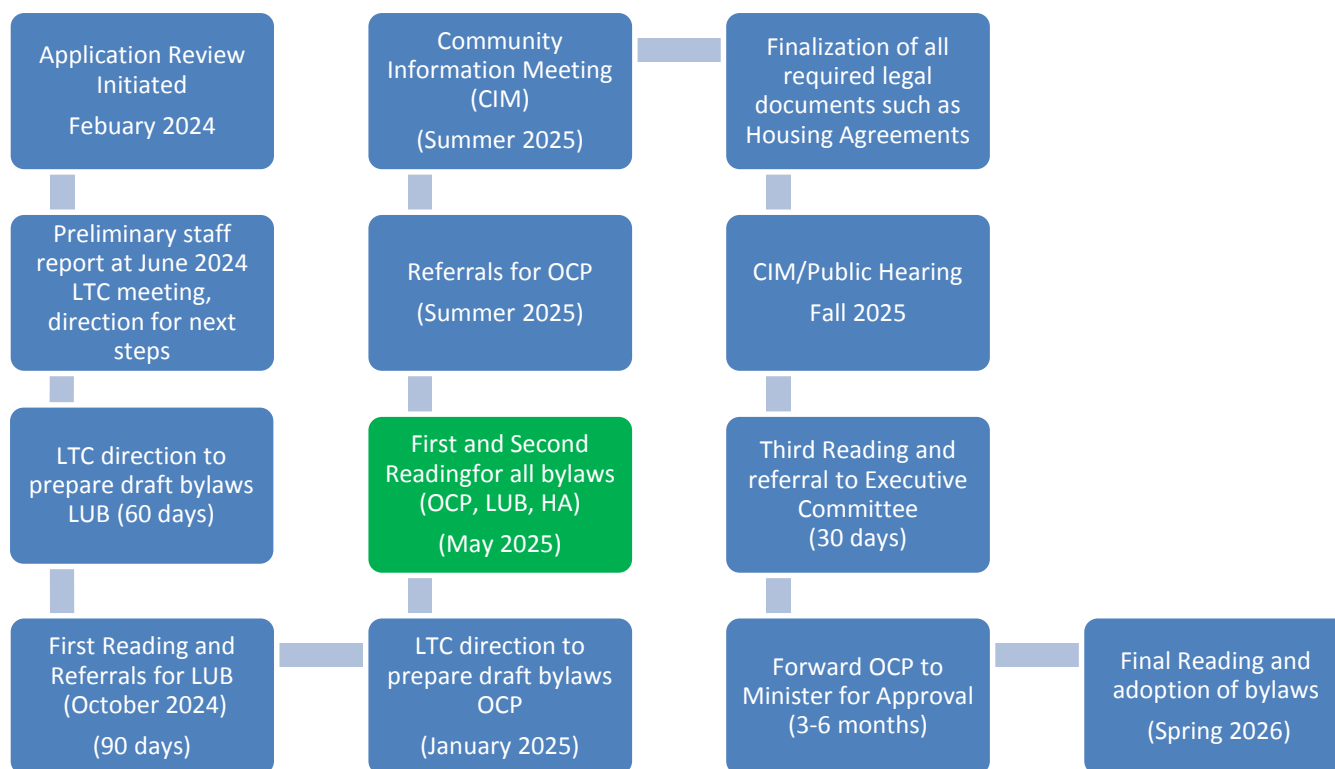 Application Review
Initiated
Febuary 2024
Preliminary staff
report at June 2024
LTC meeting,
direction for next
steps
LTC direction to
prepare draft bylaws
LUB (60 days)
First Reading and
Referrals for LUB
(October 2024)
(90 days)
LTC direction to
prepare draft bylaws
OCP
(January 2025)
First and Second
Readingfor all bylaws
(OCP, LUB, HA)
(May 2025)
Referrals for OCP
(Summer 2025)
Community
Information Meeting
(CIM)
(Summer 2025)
Finalization of all
required legal
documents such as
Housing Agreements
CIM/Public Hearing
Fall 2025
Third Reading and
referral to Executive
Committee
(30 days)
Forward OCP to
Minister for Approval
(3-6 months)
Final Reading and
adoption of bylaws
(Spring 2026)